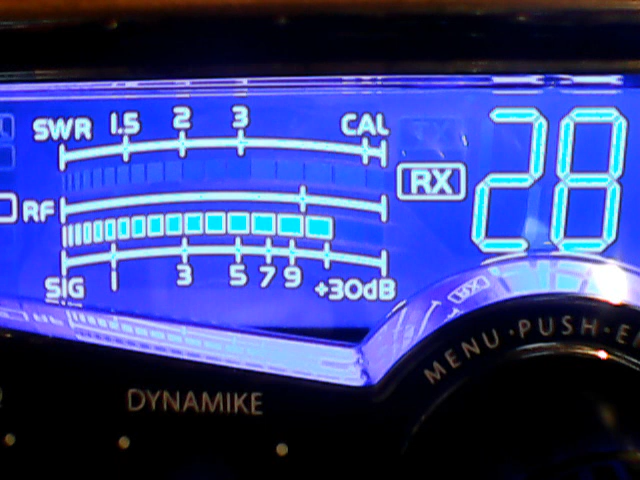 SWR 1.5 2 3 CAL
RX
28
RF
1 3 5 7 9
SIG +30dB
MENU·PUSH·E
DYNAMIKE